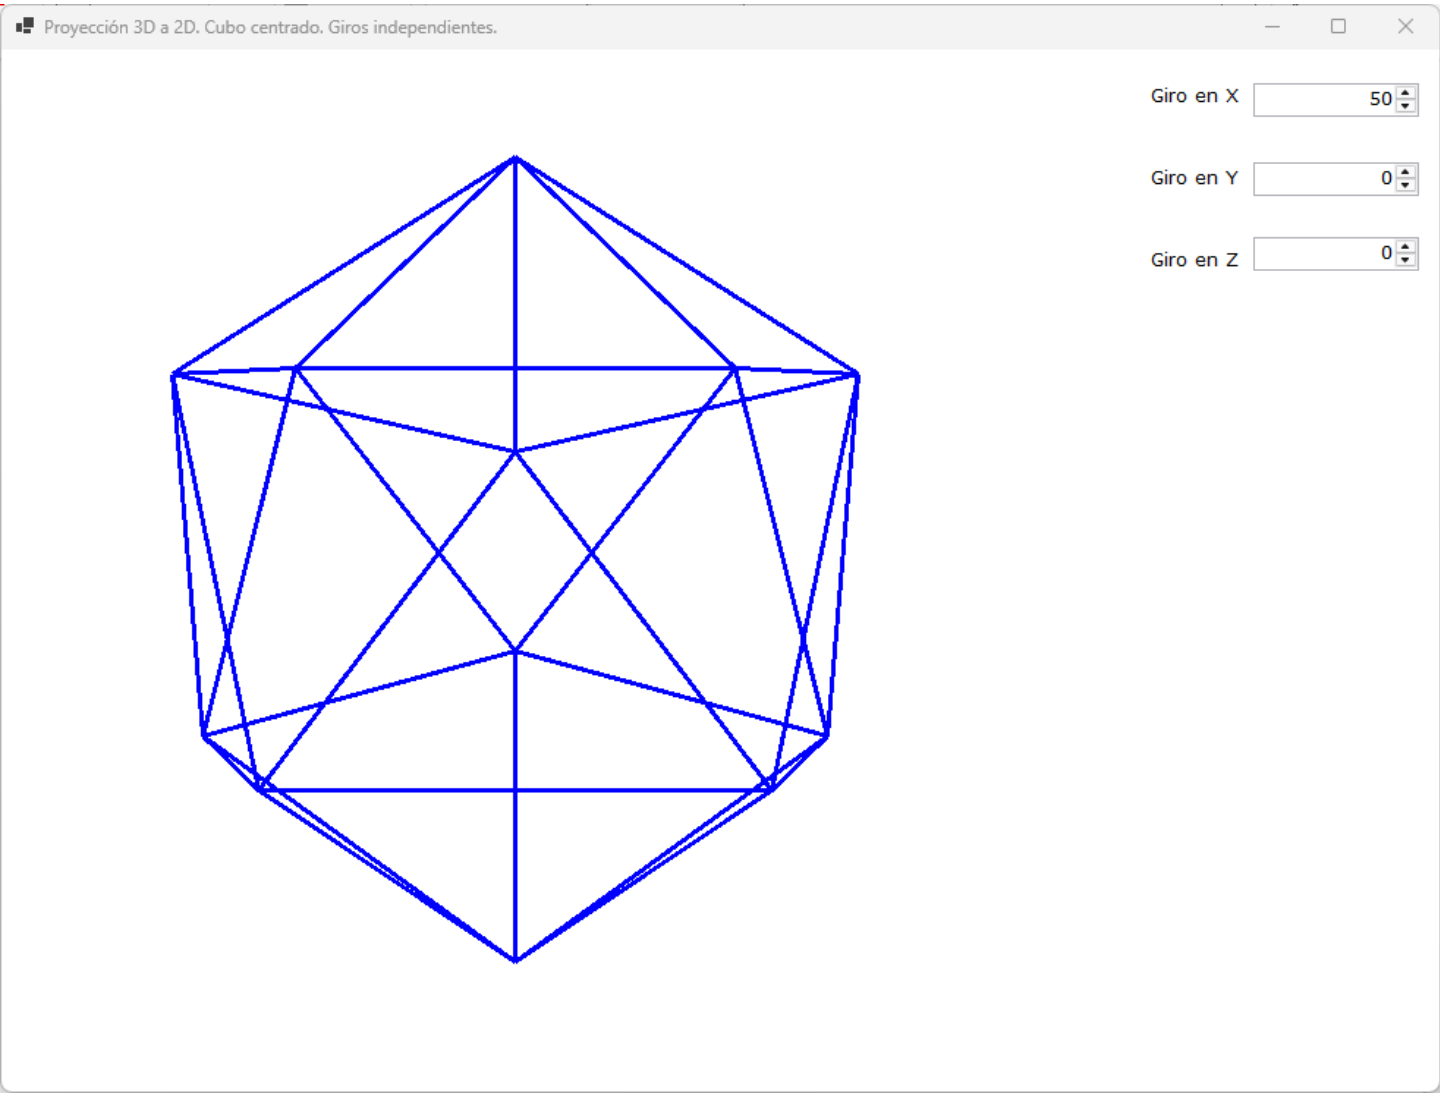 Proyección 3D a 2D. Cubo centrado. Giros independientes.
Giro en X 50
Giro en Y 0
Giro en Z 0